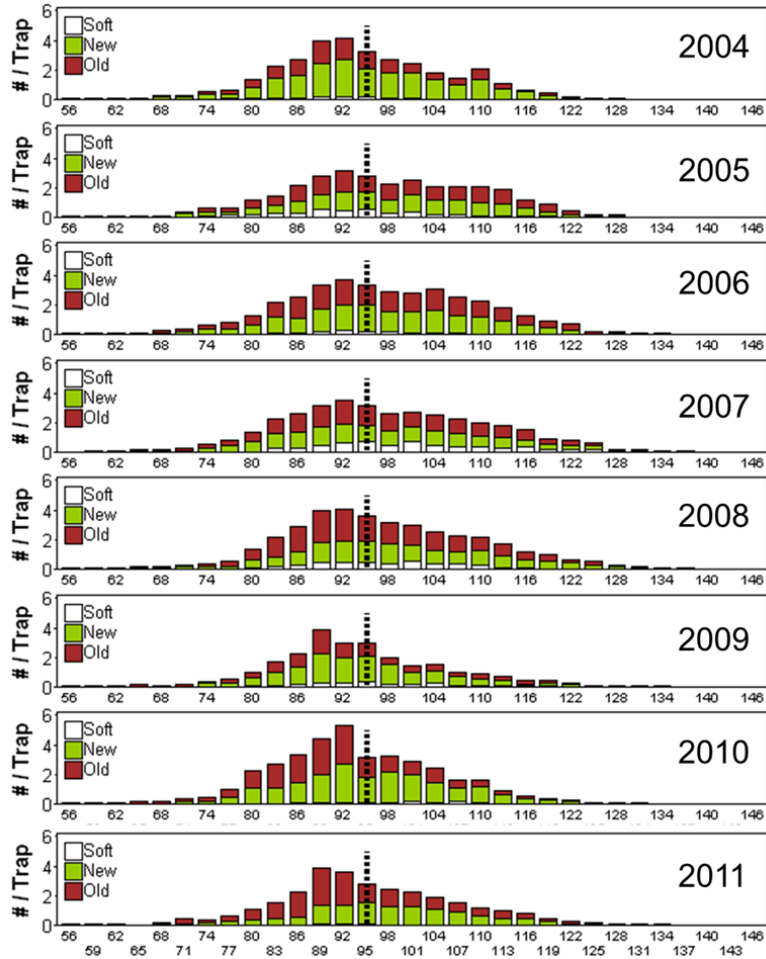 # / Trap
6
4
2
0
Soft
New
Old
2004
56 62 68 74 80 86 92 98 104 110 116 122 128 134 140 146
# / Trap
6
4
2
0
Soft
New
Old
2005
56 62 68 74 80 86 92 98 104 110 116 122 128 134 140 146
# / Trap
6
4
2
0
Soft
New
Old
2006
56 62 68 74 80 86 92 98 104 110 116 122 128 134 140 146
# / Trap
6
4
2
0
Soft
New
Old
2007
56 62 68 74 80 86 92 98 104 110 116 122 128 134 140 146
# / Trap
6
4
2
0
Soft
New
Old
2008
56 62 68 74 80 86 92 98 104 110 116 122 128 134 140 146
# / Trap
6
4
2
0
Soft
New
Old
2009
56 62 68 74 80 86 92 98 104 110 116 122 128 134 140 146
# / Trap
6
4
2
0
Soft
New
Old
2010
56 62 68 74 80 86 92 98 104 110 116 122 128 134 140 146
# / Trap
6
4
2
0
Soft
New
Old
2011
56 62 68 74 80 86 92 98 104 110 116 122 128 134 140 146
59 65 71 77 83 89 95 101 107 113 119 125 131 137 143